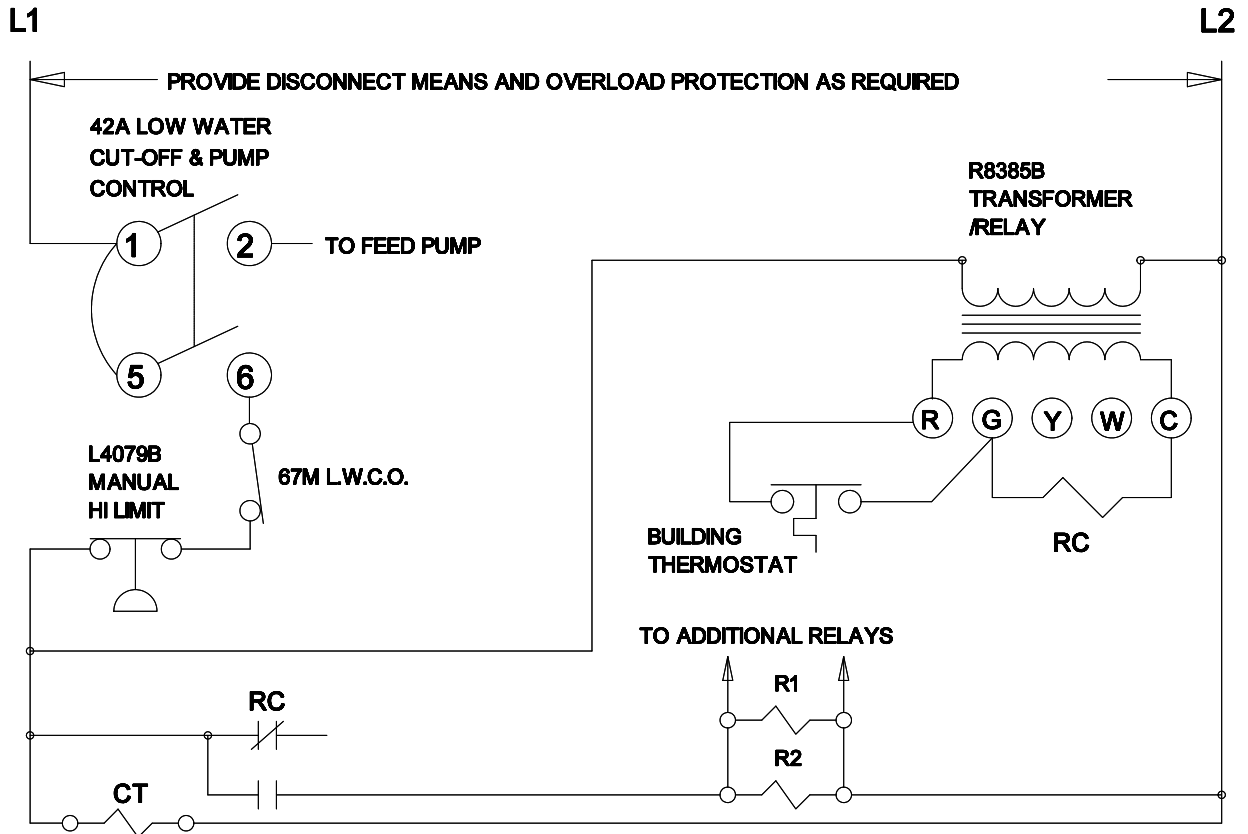 L1
L2
PROVIDE DISCONNECT MEANS AND OVERLOAD PROTECTION AS REQUIRED
42A LOW WATER
CUT-OFF & PUMP
CONTROL
1
2
TO FEED PUMP
5
6
R8385B
TRANSFORMER
/RELAY
R
G
Y
W
C
L4079B
MANUAL
HI LIMIT
67M L.W.C.O.
BUILDING
THERMOSTAT
RC
TO ADDITIONAL RELAYS
R1
RC
R2
CT